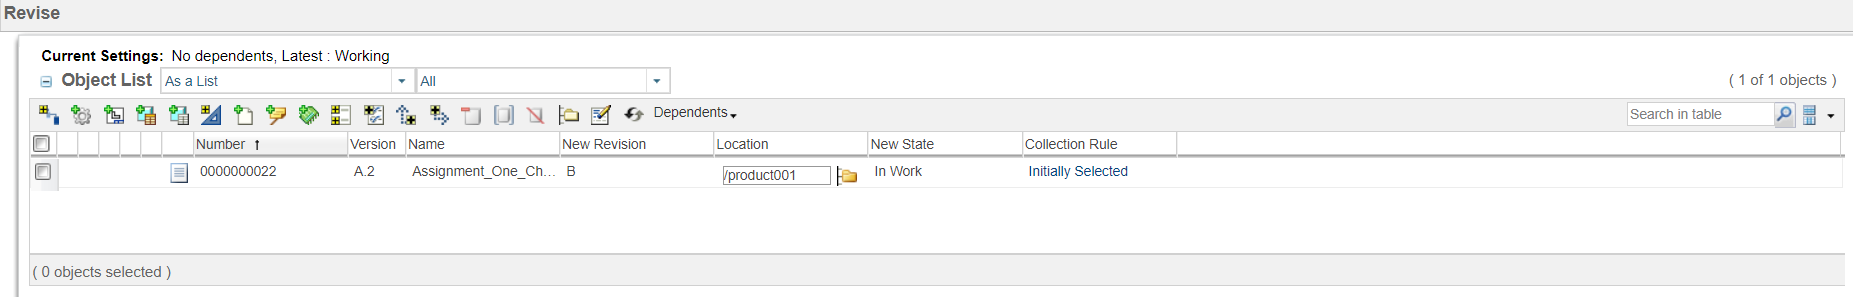 Revise
Current Settings: No dependents, Latest : Working
Object List As a List All ( 1 of 1 objects )
Dependents Search in table
Number ↑ Version Name New Revision Location New State Collection Rule
0000000022 A.2 Assignment_One_Ch... B /product001 In Work Initially Selected
( 0 objects selected )